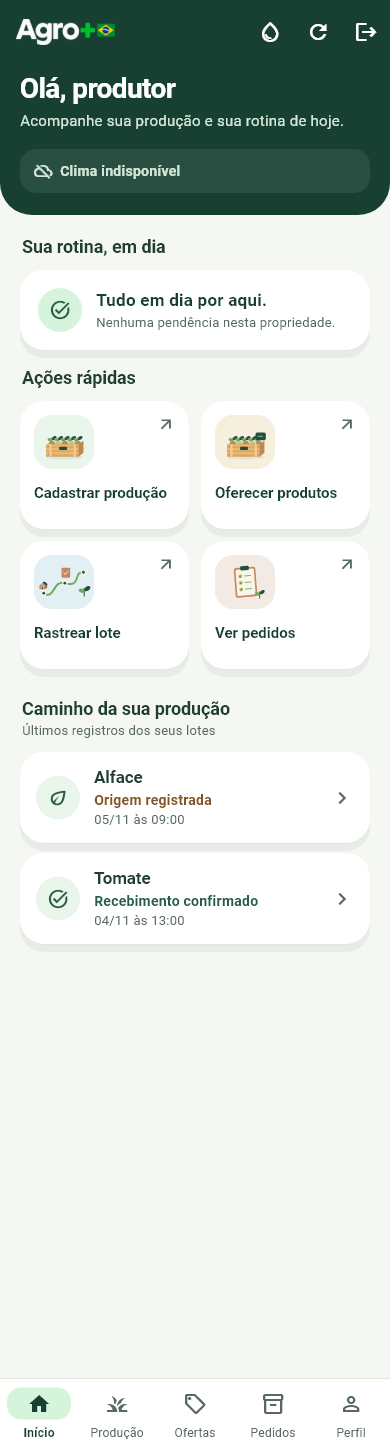 Agro+
Olá, produtor
Acompanhe sua produção e sua rotina de hoje.
Clima indisponível
Sua rotina, em dia
Tudo em dia por aqui.
Nenhuma pendência nesta propriedade.
Ações rápidas
Cadastrar produção
Oferecer produtos
Rastrear lote
Ver pedidos
Caminho da sua produção
Últimos registros dos seus lotes
Alface
Origem registrada
05/11 às 09:00
Tomate
Recebimento confirmado
04/11 às 13:00
Início
Produção
Ofertas
Pedidos
Perfil